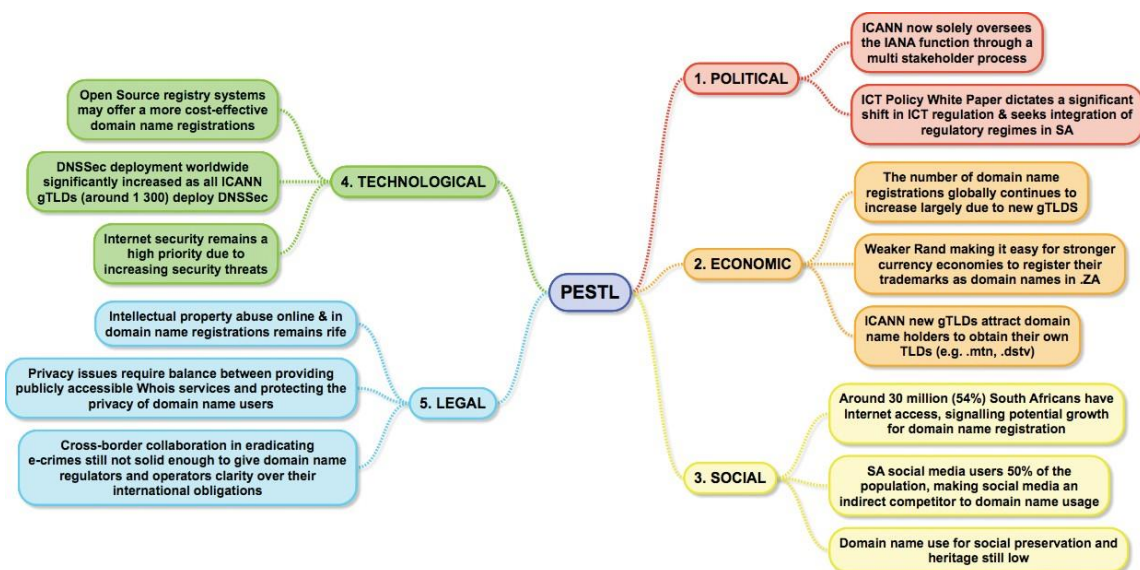 PESTL
1. POLITICAL
ICANN now solely oversees
the IANA function through a
multi stakeholder process
ICT Policy White Paper dictates a significant
shift in ICT regulation & seeks integration of
regulatory regimes in SA
2. ECONOMIC
The number of domain name
registrations globally continues to
increase largely due to new gTLDS
Weaker Rand making it easy for stronger
currency economies to register their
trademarks as domain names in .ZA
ICANN new gTLDs attract domain
name holders to obtain their own
TLDs (e.g. .mtn, .dstv)
3. SOCIAL
Around 30 million (54%) South Africans have
Internet access, signalling potential growth
for domain name registration
SA social media users 50% of the
population, making social media an
indirect competitor to domain name usage
Domain name use for social preservation and
heritage still low
4. TECHNOLOGICAL
Open Source registry systems
may offer a more cost-effective
domain name registrations
DNSSec deployment worldwide
significantly increased as all ICANN
gTLDs (around 1 300) deploy DNSSec
Internet security remains a
high priority due to
increasing security threats
5. LEGAL
Intellectual property abuse online & in
domain name registrations remains rife
Privacy issues require balance between providing
publicly accessible Whois services and protecting the
privacy of domain name users
Cross-border collaboration in eradicating
e-crimes still not solid enough to give domain name
regulators and operators clarity over their
international obligations